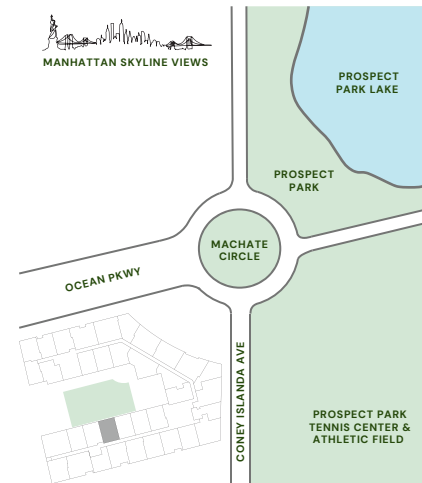 MANHATTAN SKYLINE VIEWS
PROSPECT
PARK LAKE
PROSPECT
PARK
MACHATE
CIRCLE
OCEAN PKWY
CONEY ISLANDA AVE
PROSPECT PARK
TENNIS CENTER &
ATHLETIC FIELD